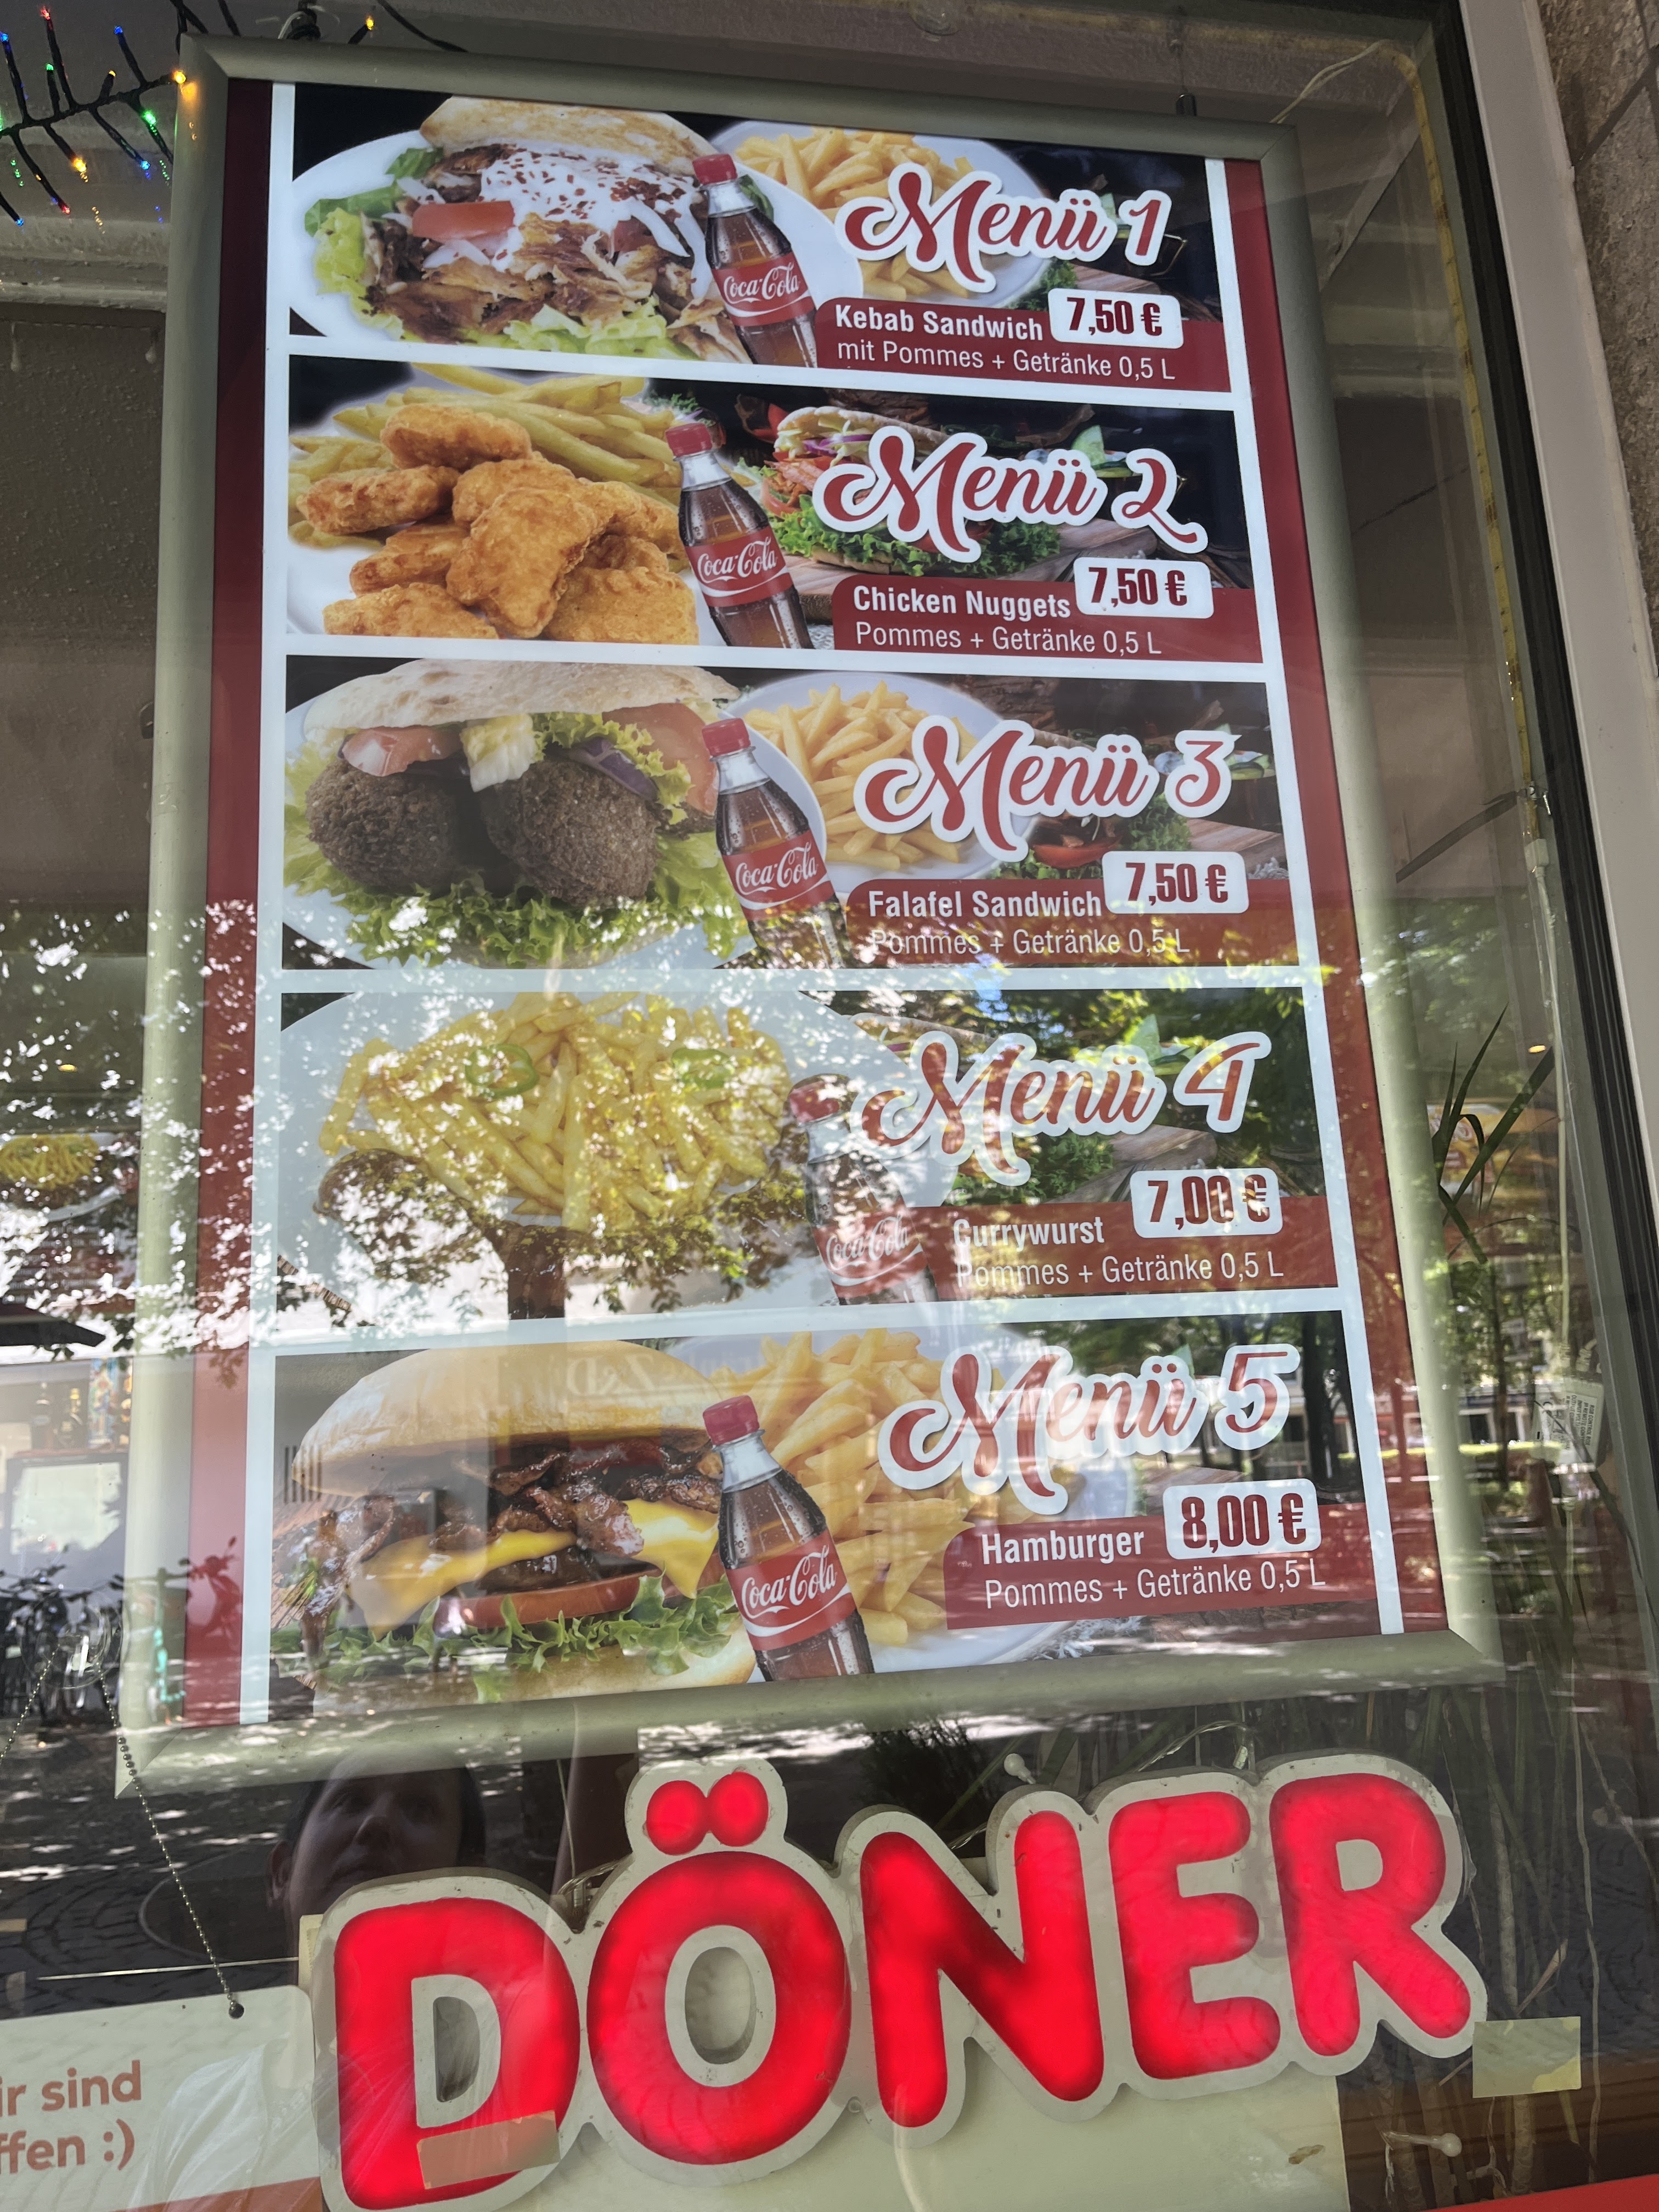 Menü 1
Kebab Sandwich 7,50 €
mit Pommes + Getränke 0,5 L
Coca-Cola
Menü 2
Chicken Nuggets 7,50 €
Pommes + Getränke 0,5 L
Coca-Cola
Menü 3
Falafel Sandwich 7,50 €
Pommes + Getränke 0,5 L
Coca-Cola
Menü 4
Currywurst 7,00 €
Pommes + Getränke 0,5 L
Coca-Cola
Menü 5
Hamburger 8,00 €
Pommes + Getränke 0,5 L
Coca-Cola
DÖNER
ir sind
ffen :)